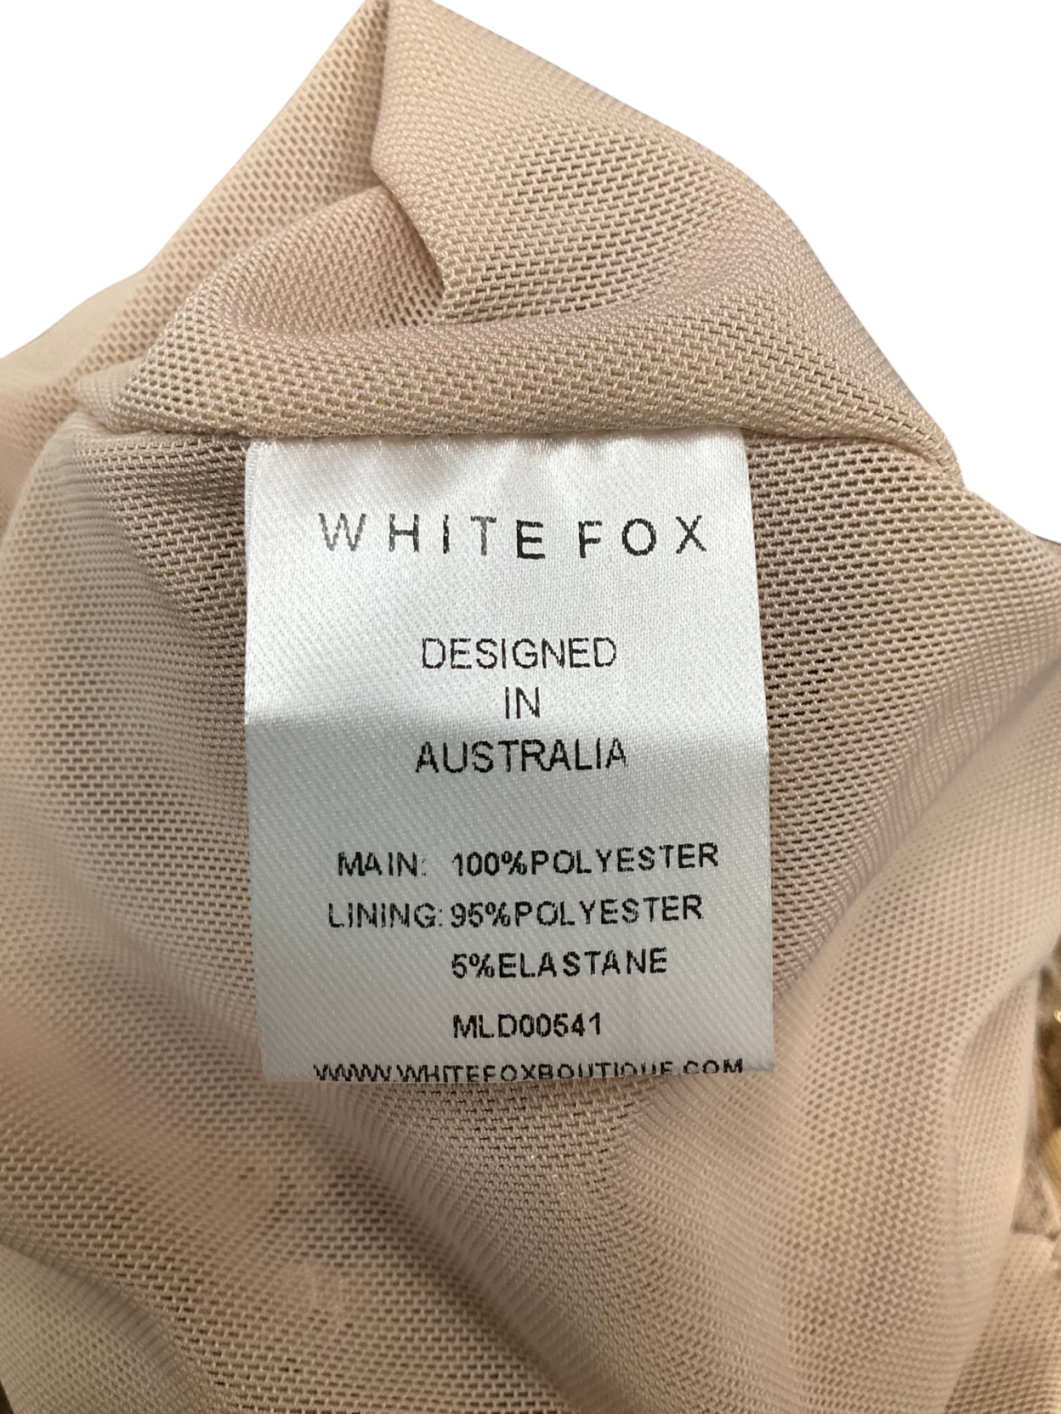 WHITE FOX
DESIGNED
IN
AUSTRALIA
MAIN: 100%POLYESTER
LINING: 95%POLYESTER
5%ELASTANE
MLD00541
WWW.WHITEFOXBOUTIQUE.COM